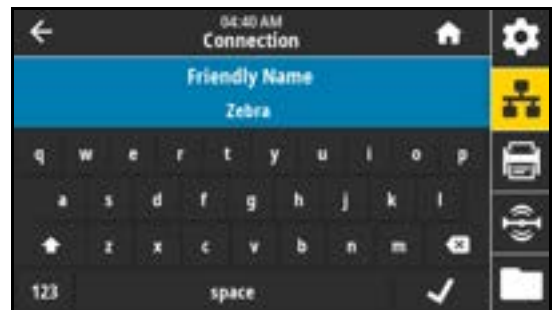 04:40 AM
Connection
Friendly Name
Zebra
q w e r t y u i o p
a s d f g h j k l
z x c v b n m
123 space